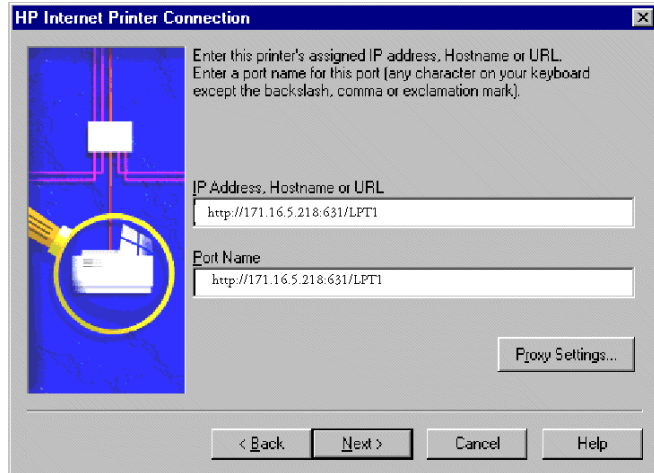 HP Internet Printer Connection
Enter this printer's assigned IP address, Hostname or URL.
Enter a port name for this port (any character on your keyboard
except the backslash, comma or exclamation mark).
IP Address, Hostname or URL
http://171.16.5.218:631/LPT1
Port Name
http://171.16.5.218:631/LPT1
Proxy Settings...
< Back
Next >
Cancel
Help